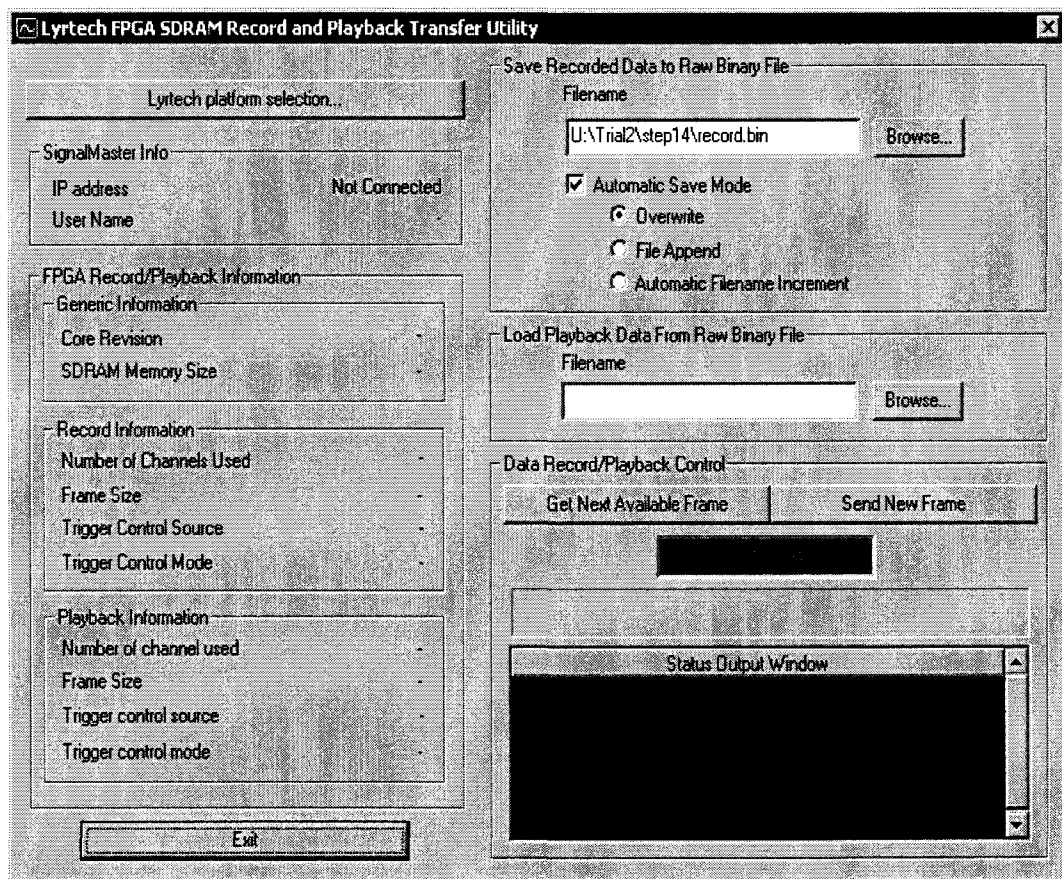 Lyrtech FPGA SDRAM Record and Playback Transfer Utility
Lyrtech platform selection...
SignalMaster Info
IP address Not Connected
User Name -
FPGA Record/Playback Information
Generic Information
Core Revision -
SDRAM Memory Size -
Record Information
Number of Channels Used -
Frame Size -
Trigger Control Source -
Trigger Control Mode -
Playback Information
Number of channel used -
Frame Size -
Trigger control source -
Trigger control mode -
Exit
Save Recorded Data to Raw Binary File
Filename
U:\Trial2\step14\record.bin Browse...
Automatic Save Mode
Overwrite
File Append
Automatic Filename Increment
Load Playback Data From Raw Binary File
Filename
Browse...
Data Record/Playback Control
Get Next Available Frame Send New Frame
Status Output Window